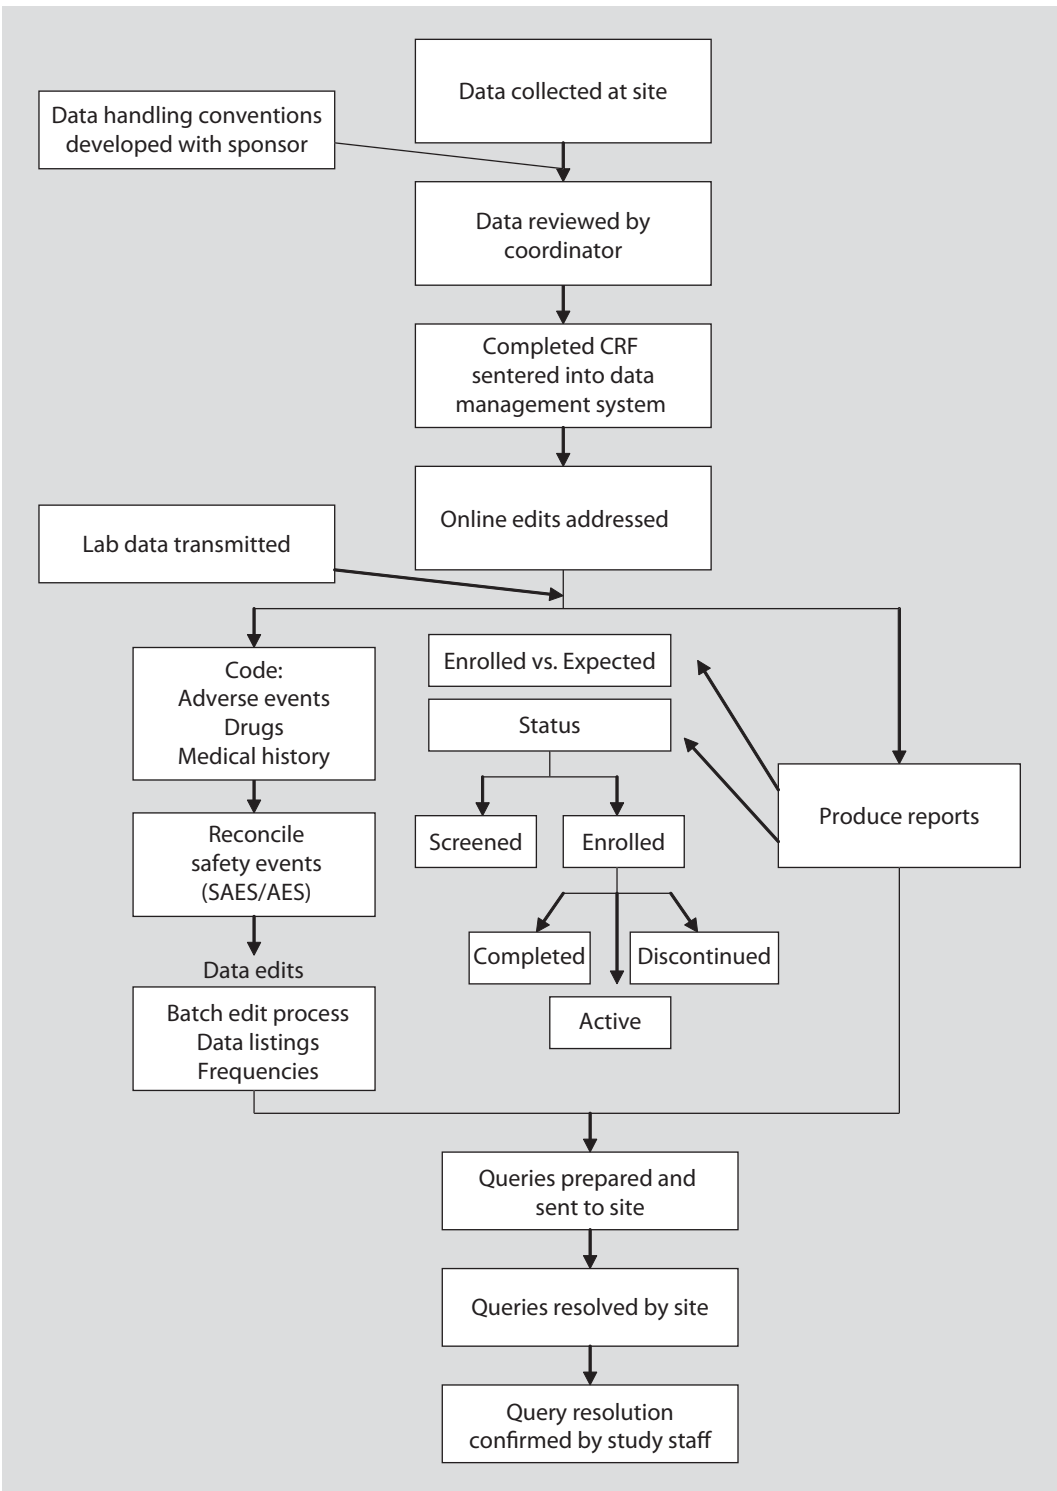 Data collected at site
Data handling conventions
developed with sponsor
Data reviewed by
coordinator
Completed CRF
sentered into data
management system
Online edits addressed
Lab data transmitted
Code:
Adverse events
Drugs
Medical history
Enrolled vs. Expected
Status
Produce reports
Screened
Enrolled
Reconcile
safety events
(SAES/AES)
Completed
Discontinued
Active
Data edits
Batch edit process
Data listings
Frequencies
Queries prepared and
sent to site
Queries resolved by site
Query resolution
confirmed by study staff